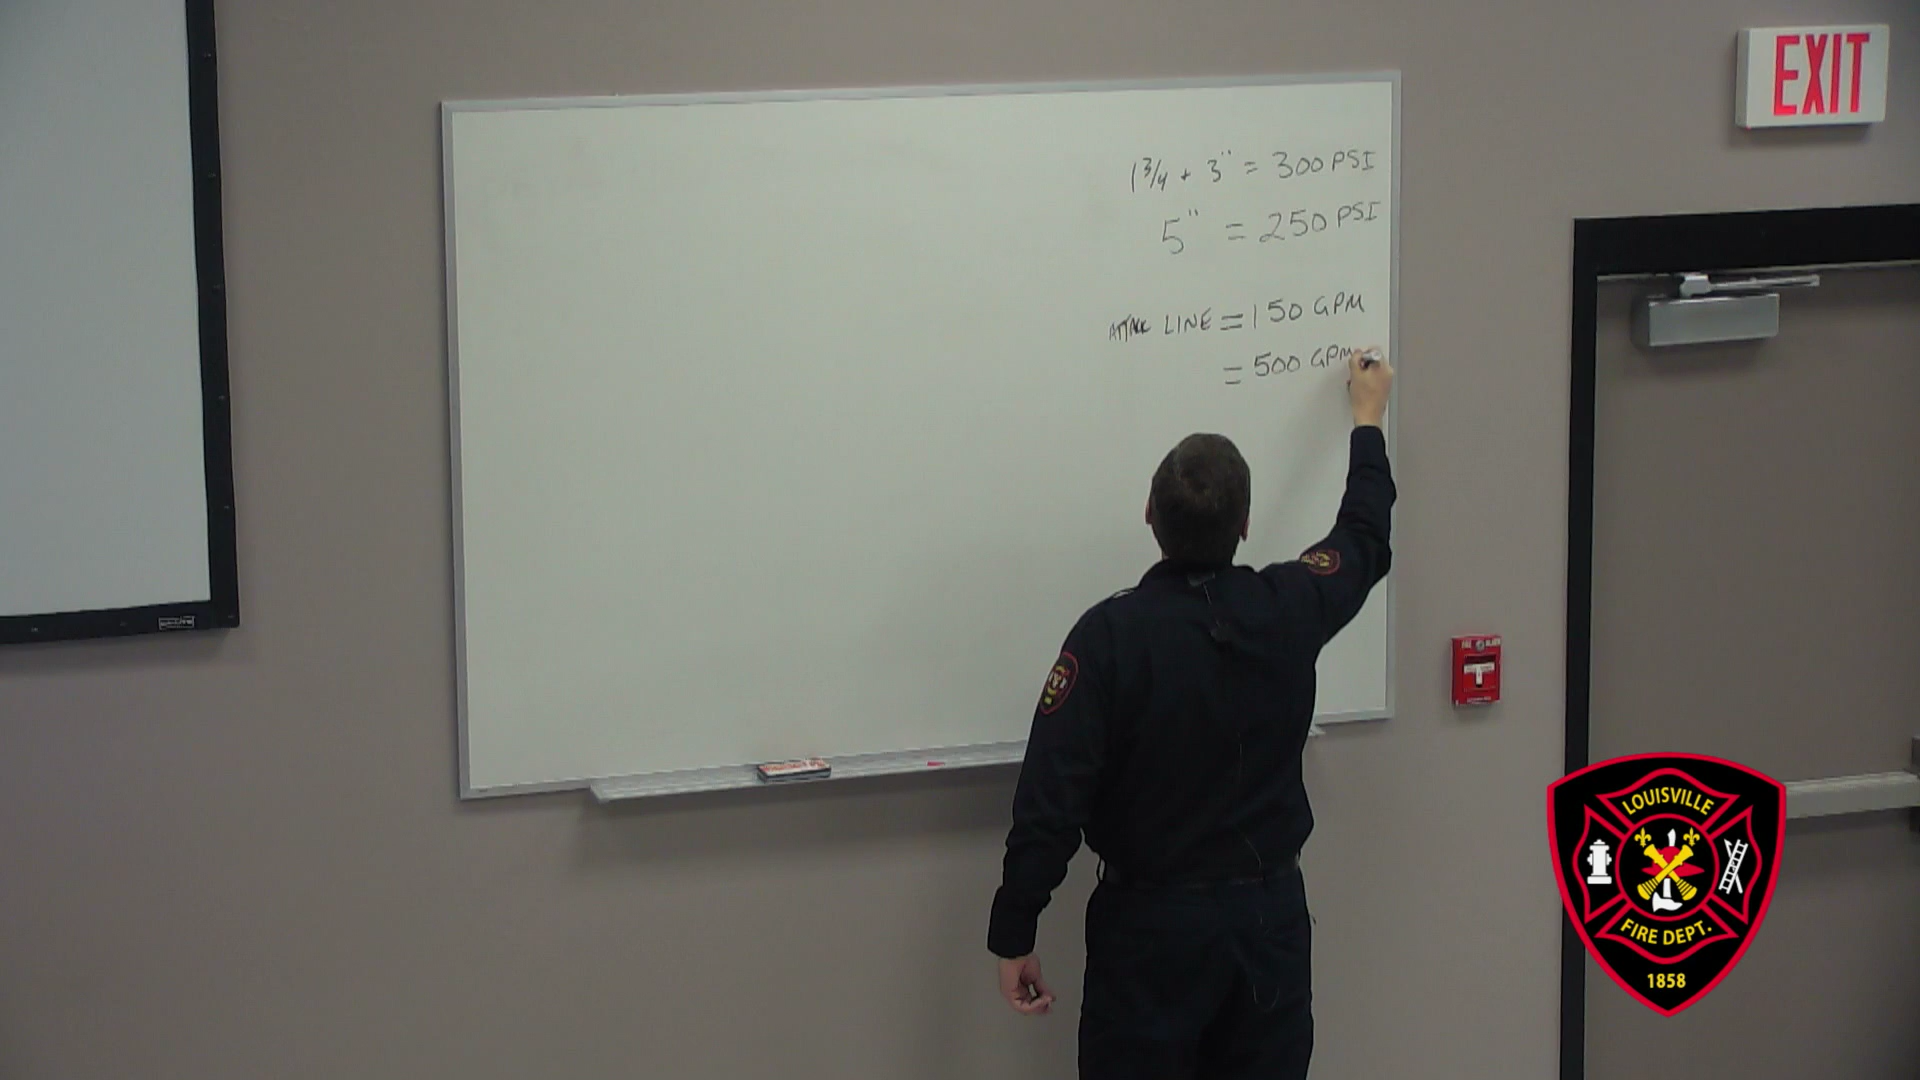 1 3/4 + 3" = 300 PSI
5" = 250 PSI
ATTACK LINE = 150 GPM
= 500 GPM
EXIT
FIRE
LOUISVILLE
FIRE DEPT.
1858